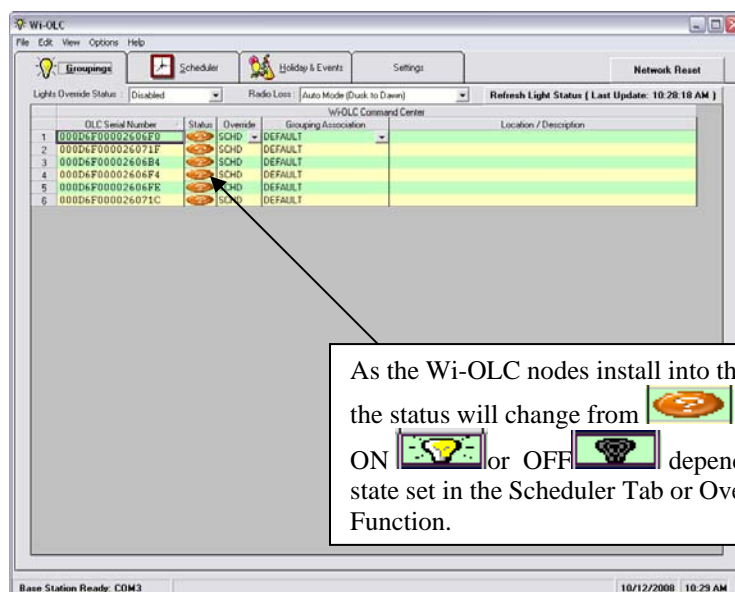 Wi-OLC
File Edit View Options Help
Groupings Scheduler Holiday & Events Settings Network Reset
Lights Override Status : Disabled Radio Loss : Auto Mode (Dusk to Dawn) Refresh Light Status ( Last Update: 10:28:18 AM )
Wi-OLC Command Center
OLC Serial Number Status Override Grouping Association Location / Description
1 000D6F00002606F0 SCHD DEFAULT
2 000D6F000026071F SCHD DEFAULT
3 000D6F00002606B4 SCHD DEFAULT
4 000D6F00002606F4 SCHD DEFAULT
5 000D6F00002606FE SCHD DEFAULT
6 000D6F000026071C SCHD DEFAULT
As the Wi-OLC nodes install into th
the status will change from
ON or OFF depend
state set in the Scheduler Tab or Ove
Function.
Base Station Ready: COM3 10/12/2008 10:29 AM